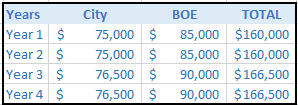 Years City BOE TOTAL
Year 1 $ 75,000 $ 85,000 $160,000
Year 2 $ 75,000 $ 85,000 $160,000
Year 3 $ 76,500 $ 90,000 $166,500
Year 4 $ 76,500 $ 90,000 $166,500